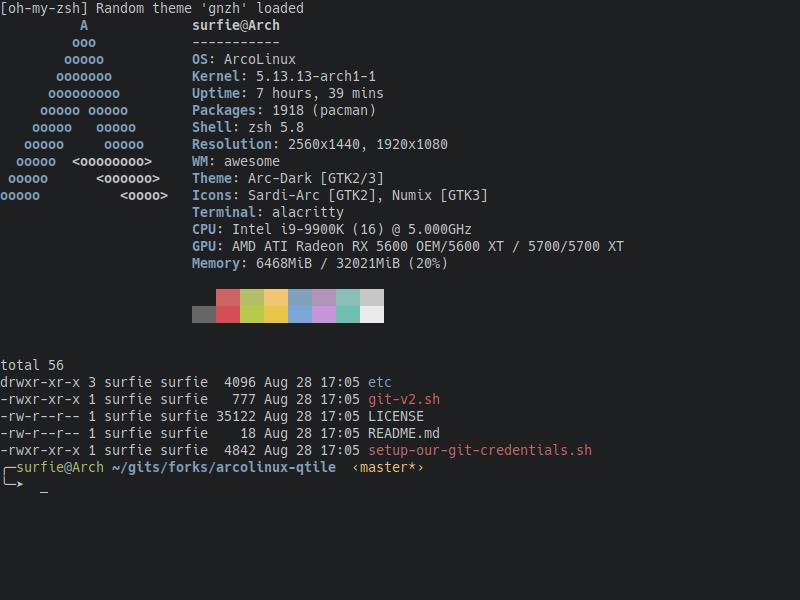 [oh-my-zsh] Random theme 'gnzh' loaded
          A             surfie@Arch
         ooo            -----------
        ooooo           OS: ArcoLinux
       ooooooo          Kernel: 5.13.13-arch1-1
      ooooooooo         Uptime: 7 hours, 39 mins
     ooooo ooooo        Packages: 1918 (pacman)
    ooooo   ooooo       Shell: zsh 5.8
   ooooo     ooooo      Resolution: 2560x1440, 1920x1080
  ooooo  <oooooooo>     WM: awesome
 ooooo      <oooooo>    Theme: Arc-Dark [GTK2/3]
ooooo          <oooo>   Icons: Sardi-Arc [GTK2], Numix [GTK3]
                        Terminal: alacritty
                        CPU: Intel i9-9900K (16) @ 5.000GHz
                        GPU: AMD ATI Radeon RX 5600 OEM/5600 XT / 5700/5700 XT
                        Memory: 6468MiB / 32021MiB (20%)
total 56
drwxr-xr-x 3 surfie surfie  4096 Aug 28 17:05 etc
-rwxr-xr-x 1 surfie surfie   777 Aug 28 17:05 git-v2.sh
-rw-r--r-- 1 surfie surfie 35122 Aug 28 17:05 LICENSE
-rw-r--r-- 1 surfie surfie    18 Aug 28 17:05 README.md
-rwxr-xr-x 1 surfie surfie  4842 Aug 28 17:05 setup-our-git-credentials.sh
╭─surfie@Arch ~/gits/forks/arcolinux-qtile  ‹master*›
╰─➤  _